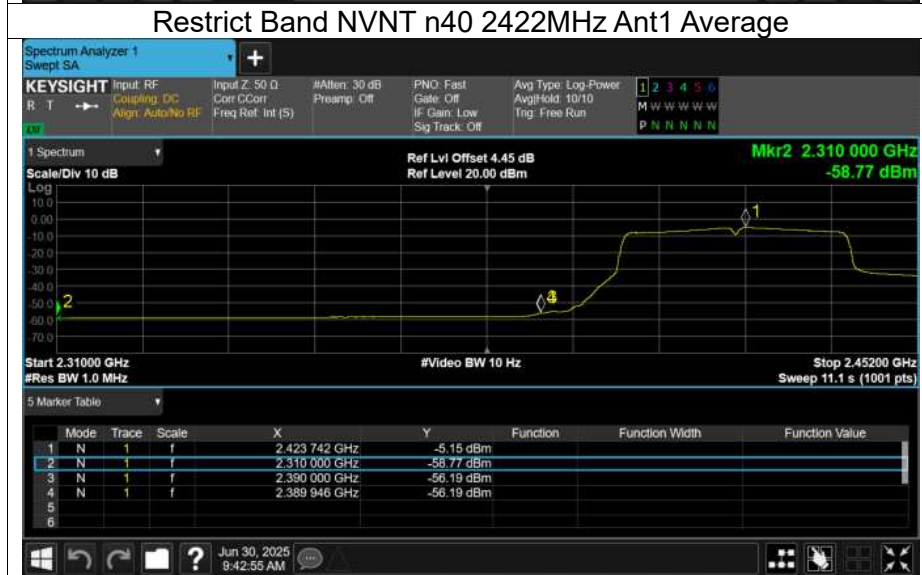 Restrict Band NVNT n40 2422MHz Ant1 Average
Spectrum Analyzer 1
Swept SA
+
KEYSIGHT Input: RF Input Z: 50 Ω #Atten: 30 dB PNO: Fast Avg Type: Log-Power 1 2 3 4 5 6
R T Coupling: DC Corr CCorr Preamp: Off Gate: Off Avg|Hold: 10/10 M W W W W W
Align: Auto/No RF Freq Ref: Int (S) IF Gain: Low Trig: Free Run
Sig Track: Off P N N N N N
1 Spectrum Ref Lvl Offset 4.45 dB Mkr2 2.310 000 GHz
Scale/Div 10 dB Ref Level 20.00 dBm -58.77 dBm
Log
10.0
0.00
-10.0
-20.0
-30.0
-40.0
-50.0
-60.0
-70.0
1
2
4
Start 2.31000 GHz #Video BW 10 Hz Stop 2.45200 GHz
#Res BW 1.0 MHz Sweep 11.1 s (1001 pts)
5 Marker Table
Mode Trace Scale X Y Function Function Width Function Value
1 N 1 f 2.423 742 GHz -5.15 dBm
2 N 1 f 2.310 000 GHz -58.77 dBm
3 N 1 f 2.390 000 GHz -56.19 dBm
4 N 1 f 2.389 946 GHz -56.19 dBm
5
6
? Jun 30, 2025
9:42:55 AM